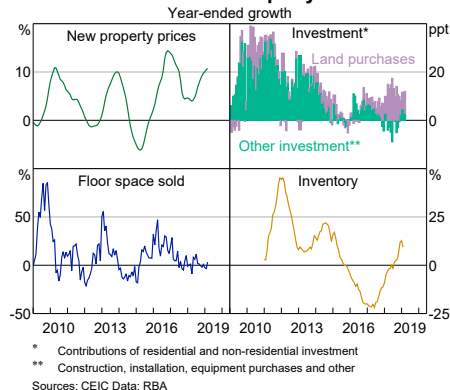 Year-ended growth
% New property prices Investment* ppt
Land purchases
10 20
0 0
Other investment**
% Floor space sold Inventory %
50 25
0 0
-50 -25
2010 2013 2016 2019 2010 2013 2016 2019
* Contributions of residential and non-residential investment
** Construction, installation, equipment purchases and other
Sources: CEIC Data; RBA